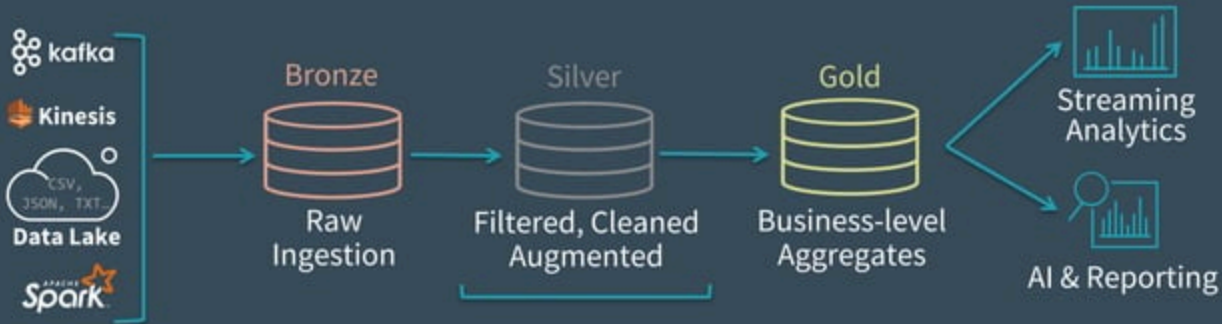 kafka
Kinesis
CSV,
JSON, TXT…
Data Lake
APACHE
Spark
Bronze
Raw
Ingestion
Silver
Filtered, Cleaned
Augmented
Gold
Business-level
Aggregates
Streaming
Analytics
AI & Reporting